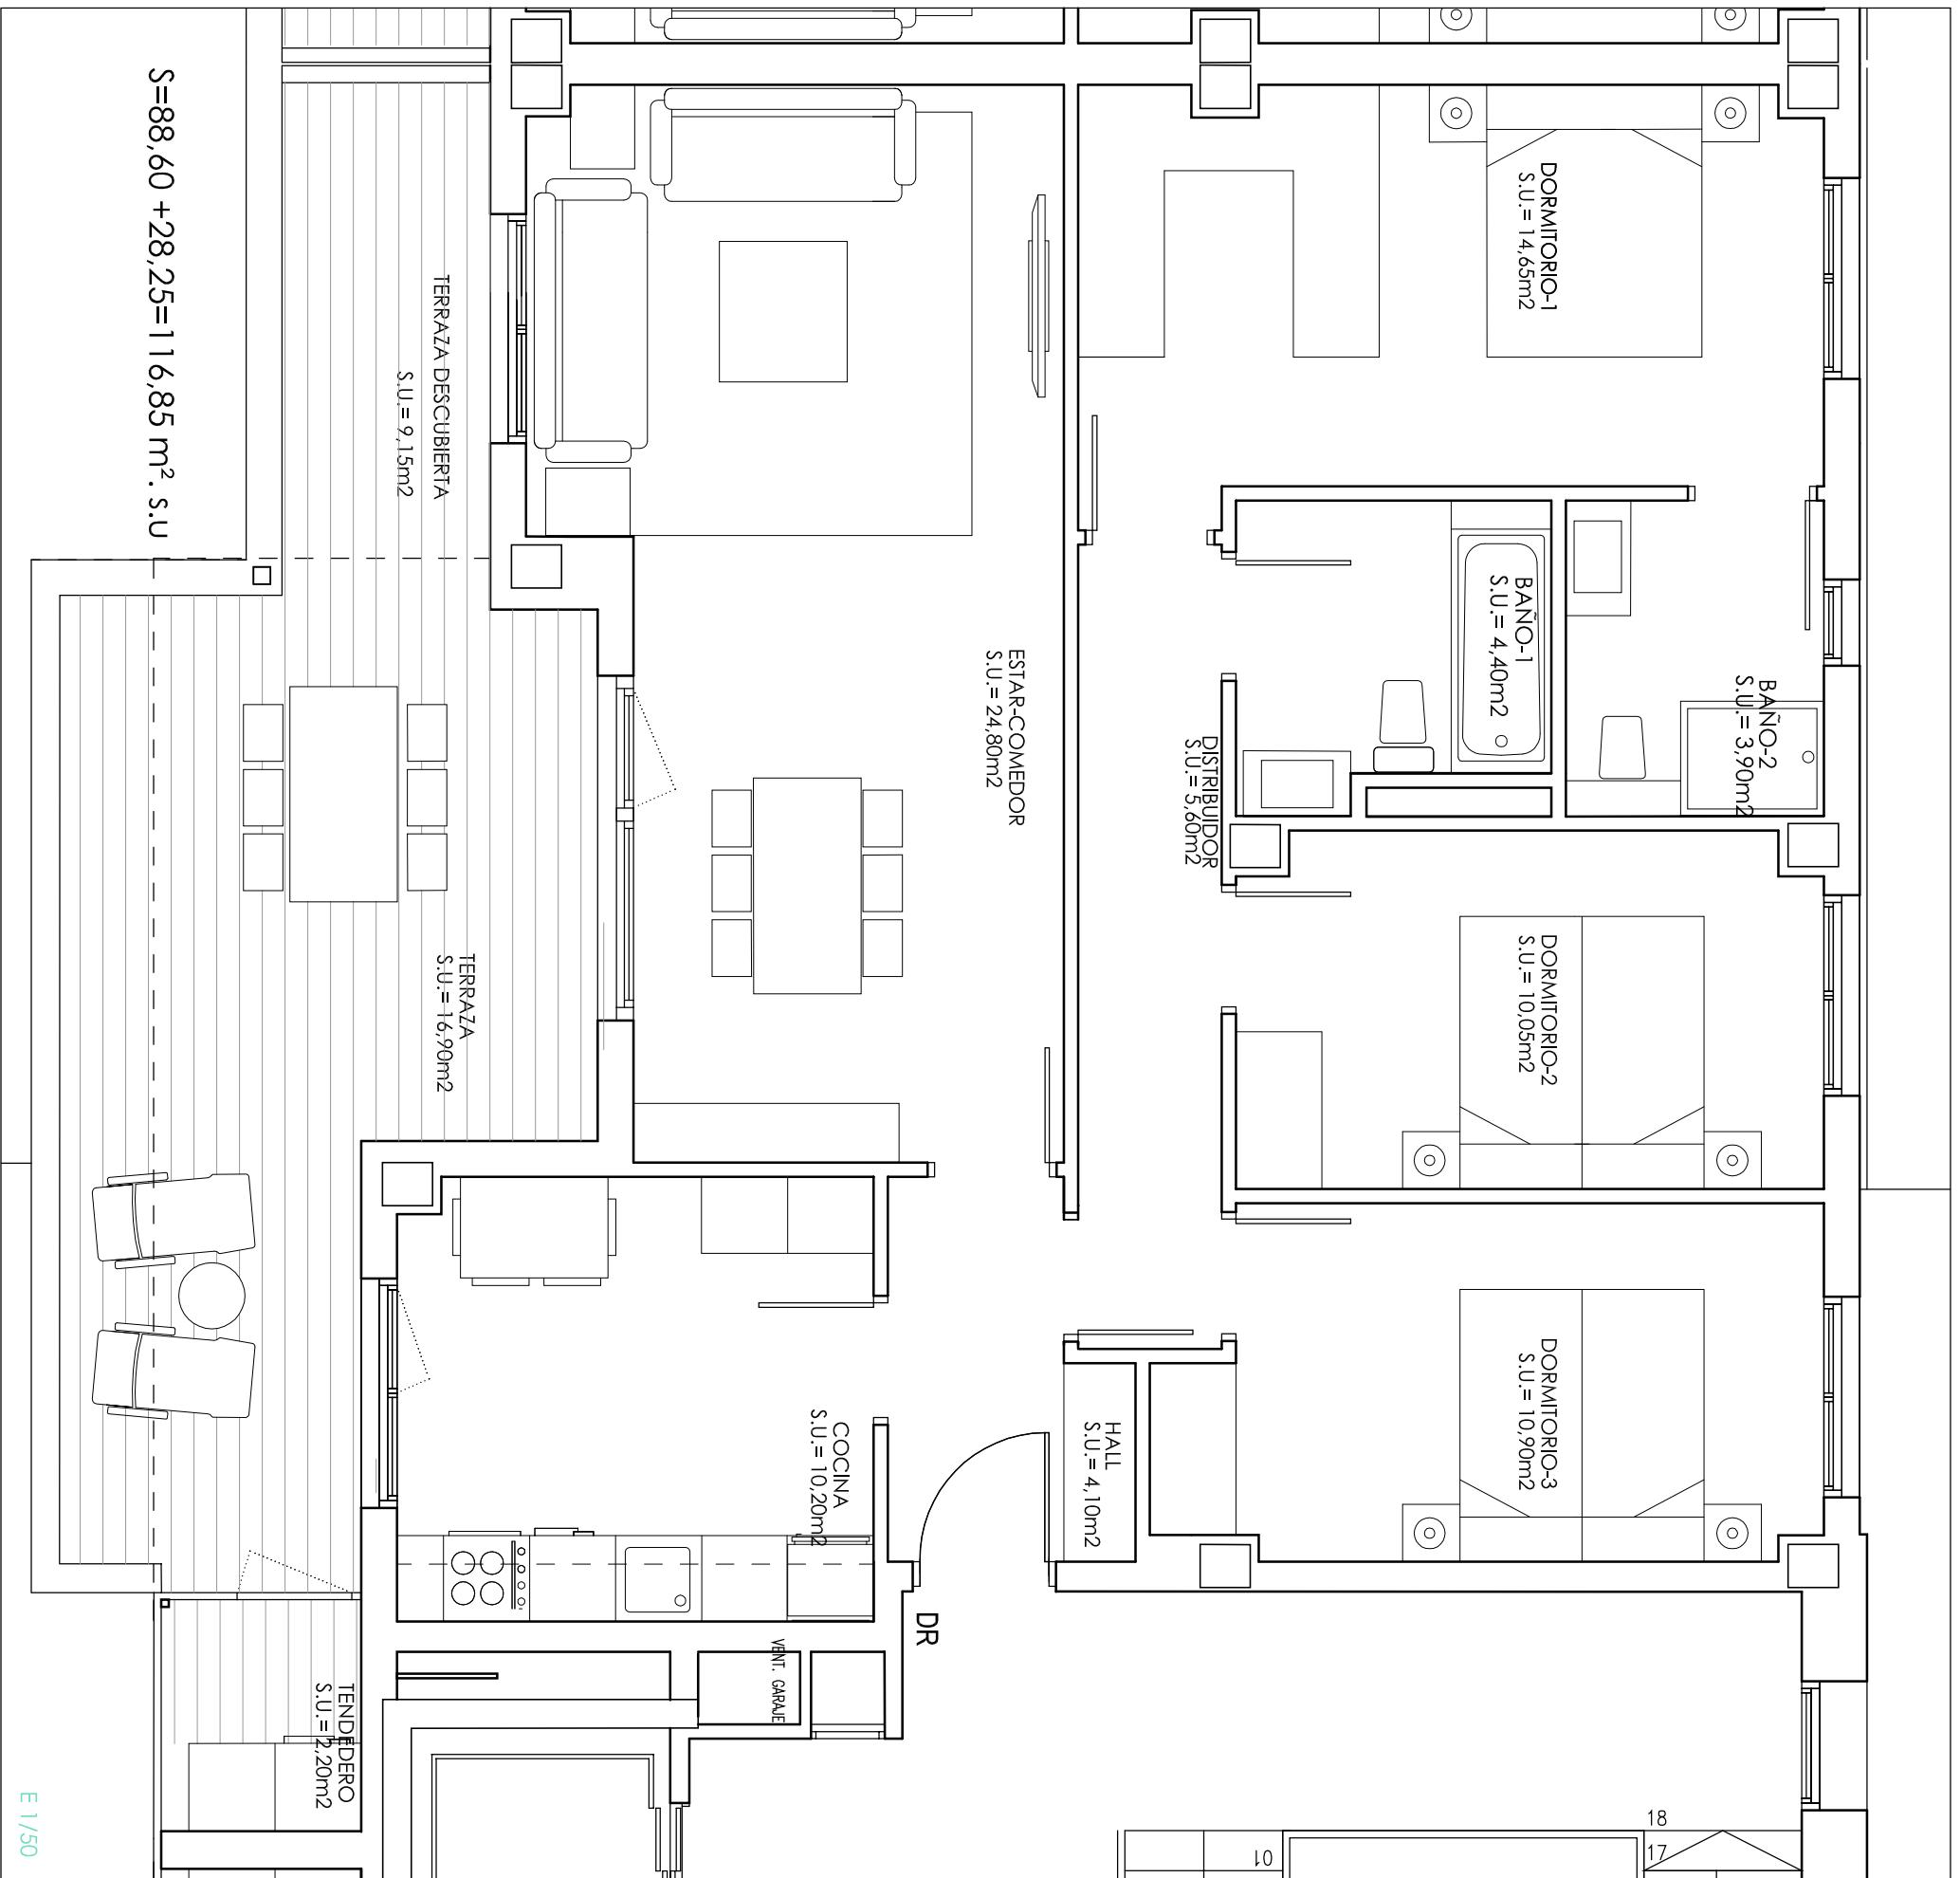 DORMITORIO-1
S.U.= 14,65m2
BAÑO-1
S.U.= 4,40m2
BAÑO-2
S.U.= 3,90m2
DORMITORIO-2
S.U.= 10,05m2
DORMITORIO-3
S.U.= 10,90m2
DISTRIBUIDOR
S.U.= 5,60m2
HALL
S.U.= 4,10m2
ESTAR-COMEDOR
S.U.= 24,80m2
COCINA
S.U.= 10,20m2
DR
VENT. GARAJE
TERRAZA DESCUBIERTA
S.U.= 9,15m2
TERRAZA
S.U.= 16,90m2
TENDEDERO
S.U.= 2,20m2
S=88,60 +28,25=116,85 m². s.u
E 1/50
18
17
01